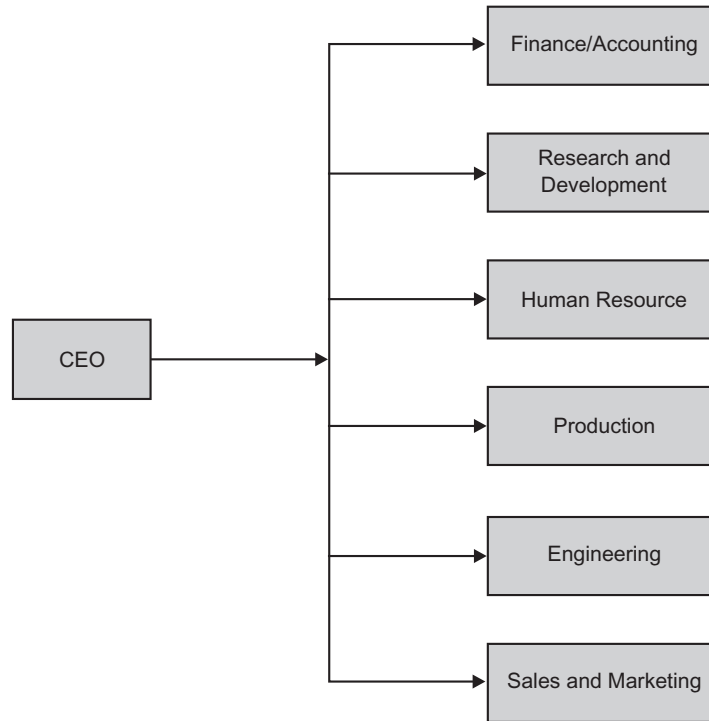 Finance/Accounting
Research and
Development
Human Resource
CEO
Production
Engineering
Sales and Marketing